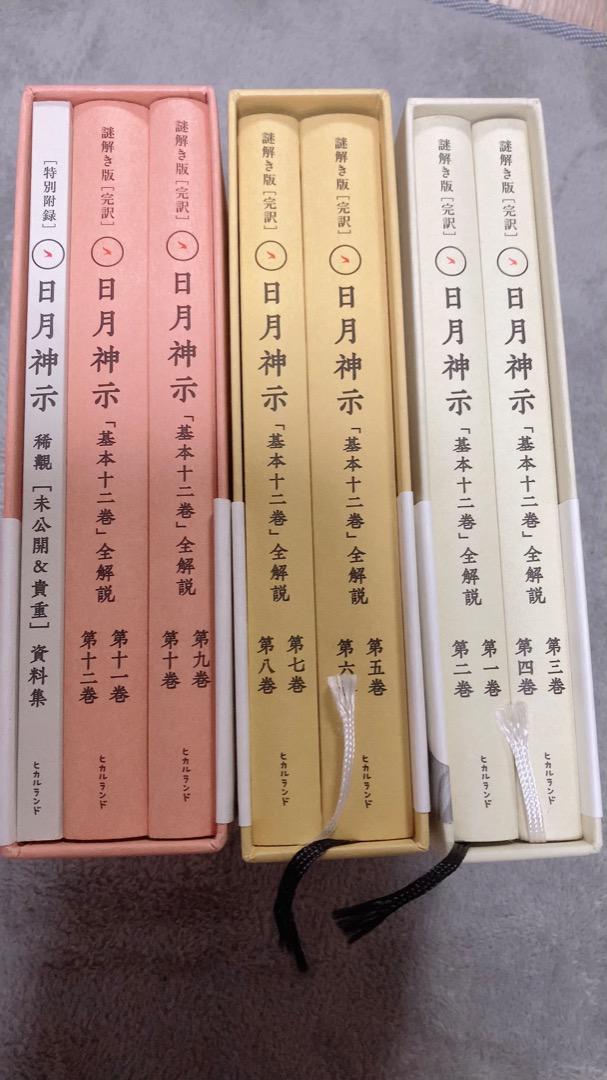 [特別附録]
日月神示
稀覯[未公開&貴重]資料集
ヒカルランド
謎解き版[完訳]
日月神示
「基本十二巻」全解説
第十一巻
第十二巻
ヒカルランド
謎解き版[完訳]
日月神示
「基本十二巻」全解説
第九巻
第十巻
ヒカルランド
謎解き版[完訳]
日月神示
「基本十二巻」全解説
第七巻
第八巻
ヒカルランド
謎解き版[完訳]
日月神示
「基本十二巻」全解説
第五巻
第六
ヒカルランド
謎解き版[完訳]
日月神示
「基本十二巻」全解説
第一巻
第二巻
ヒカルランド
謎解き版[完訳]
日月神示
「基本十二巻」全解説
第三巻
第四巻